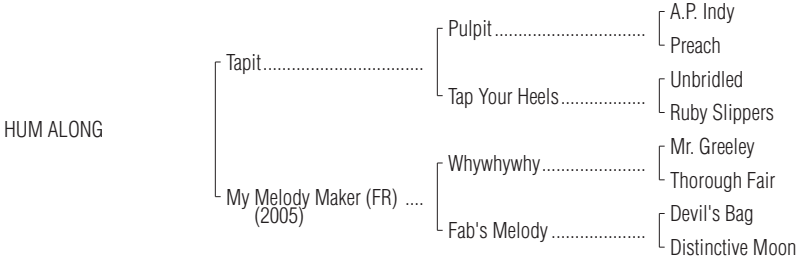 A.P. Indy
Pulpit
Preach
Tapit
Unbridled
Tap Your Heels
Ruby Slippers
HUM ALONG
Mr. Greeley
Whywhywhy
Thorough Fair
My Melody Maker (FR)
(2005)
Devil's Bag
Fab's Melody
Distinctive Moon